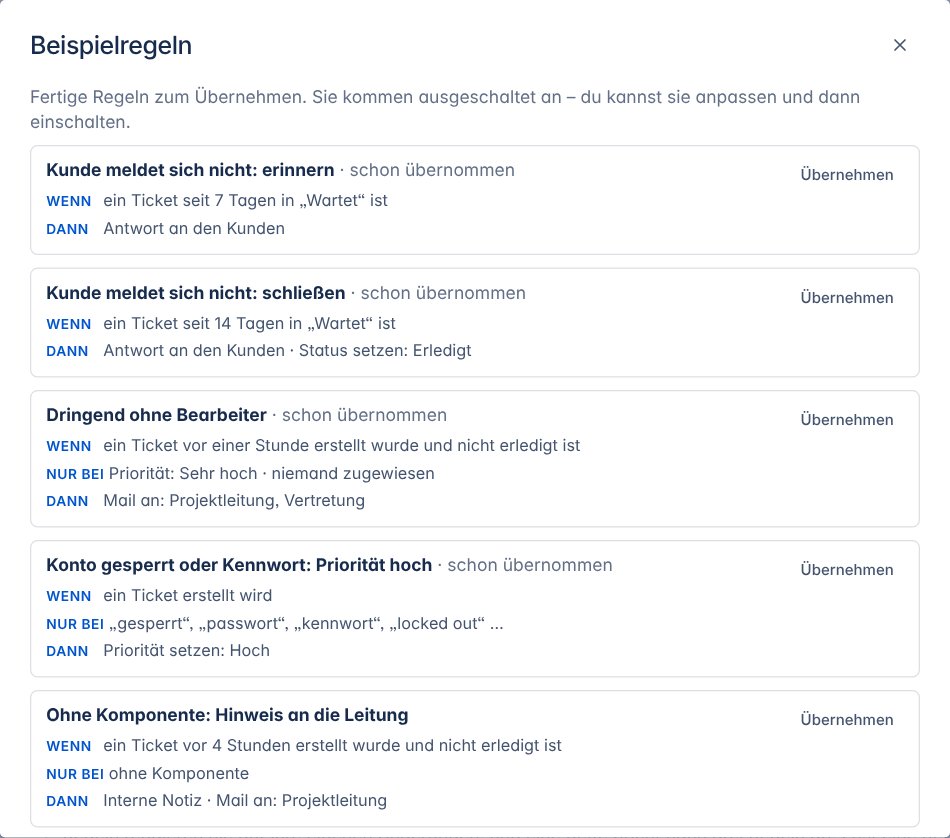 Beispielregeln
Fertige Regeln zum Übernehmen. Sie kommen ausgeschaltet an – du kannst sie anpassen und dann
einschalten.
Kunde meldet sich nicht: erinnern · schon übernommen
Übernehmen
WENN ein Ticket seit 7 Tagen in „Wartet“ ist
DANN Antwort an den Kunden
Kunde meldet sich nicht: schließen · schon übernommen
Übernehmen
WENN ein Ticket seit 14 Tagen in „Wartet“ ist
DANN Antwort an den Kunden · Status setzen: Erledigt
Dringend ohne Bearbeiter · schon übernommen
Übernehmen
WENN ein Ticket vor einer Stunde erstellt wurde und nicht erledigt ist
NUR BEI Priorität: Sehr hoch · niemand zugewiesen
DANN Mail an: Projektleitung, Vertretung
Konto gesperrt oder Kennwort: Priorität hoch · schon übernommen
Übernehmen
WENN ein Ticket erstellt wird
NUR BEI „gesperrt“, „passwort“, „kennwort“, „locked out“ ...
DANN Priorität setzen: Hoch
Ohne Komponente: Hinweis an die Leitung
Übernehmen
WENN ein Ticket vor 4 Stunden erstellt wurde und nicht erledigt ist
NUR BEI ohne Komponente
DANN Interne Notiz · Mail an: Projektleitung